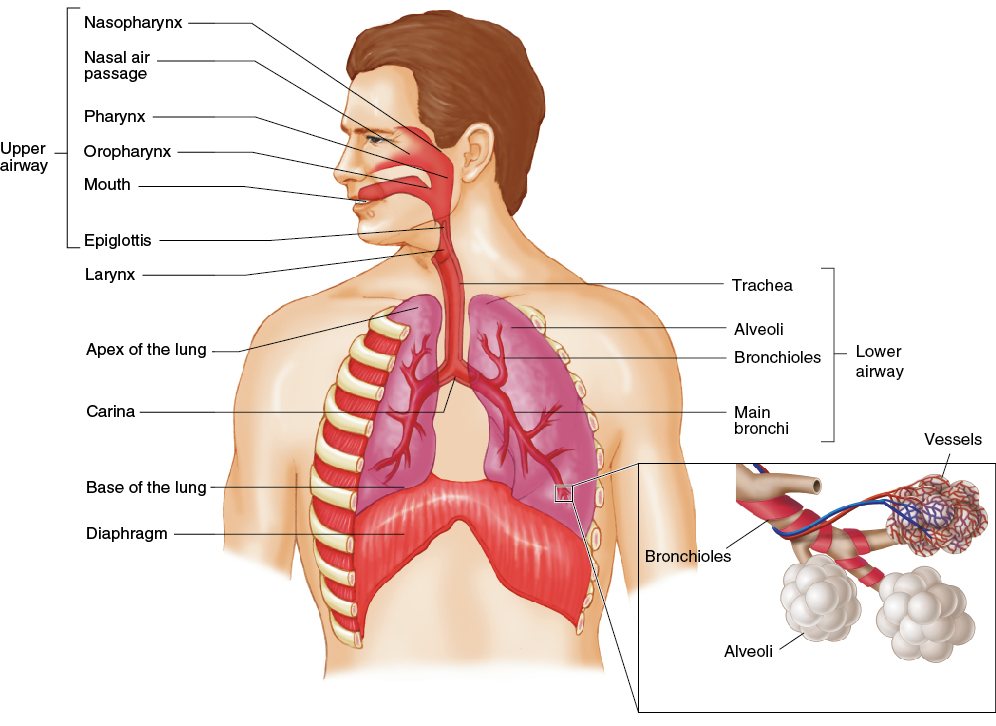 Nasopharynx
Nasal air
passage
Pharynx
Upper
airway
Oropharynx
Mouth
Epiglottis
Larynx
Apex of the lung
Carina
Base of the lung
Diaphragm
Trachea
Alveoli
Bronchioles
Lower
airway
Main
bronchi
Vessels
Bronchioles
Alveoli